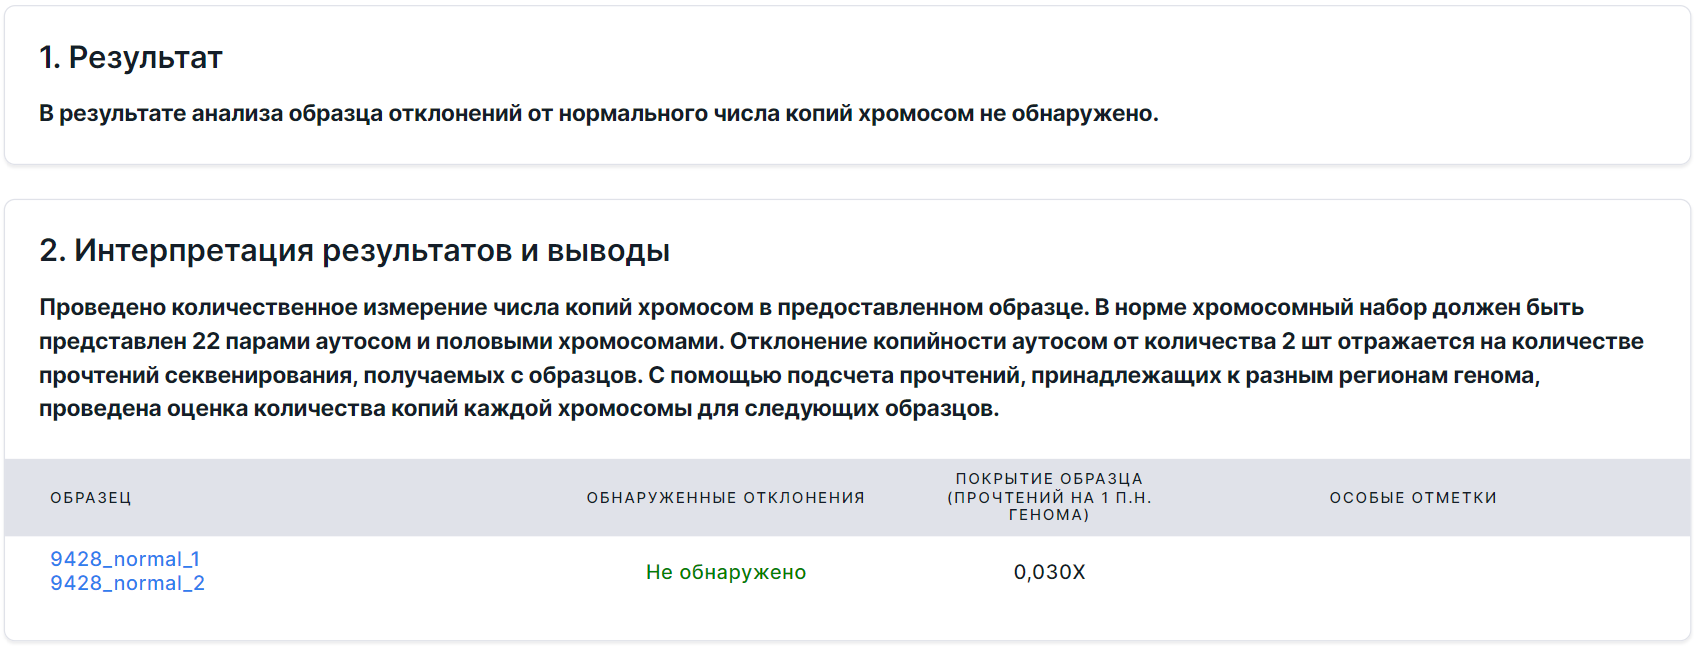 1. Результат
В результате анализа образца отклонений от нормального числа копий хромосом не обнаружено.
2. Интерпретация результатов и выводы
Проведено количественное измерение числа копий хромосом в предоставленном образце. В норме хромосомный набор должен быть
представлен 22 парами аутосом и половыми хромосомами. Отклонение копийности аутосом от количества 2 шт отражается на количестве
прочтений секвенирования, получаемых с образцов. С помощью подсчета прочтений, принадлежащих к разным регионам генома,
проведена оценка количества копий каждой хромосомы для следующих образцов.
ОБРАЗЕЦ
ОБНАРУЖЕННЫЕ ОТКЛОНЕНИЯ
ПОКРЫТИЕ ОБРАЗЦА
(ПРОЧТЕНИЙ НА 1 П.Н.
ГЕНОМА)
ОСОБЫЕ ОТМЕТКИ
9428_normal_1
9428_normal_2
Не обнаружено
0,030X